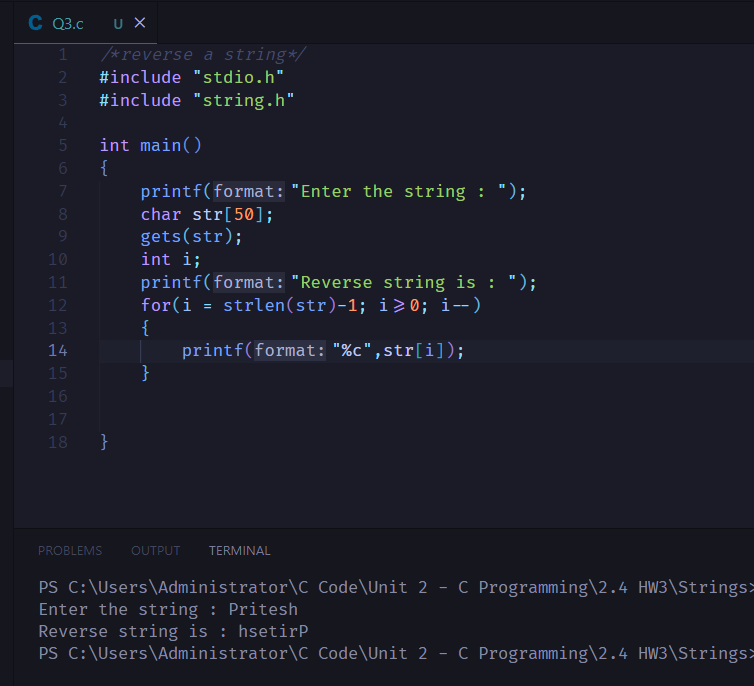 C Q3.c U ×
1 /*reverse a string*/
2 #include "stdio.h"
3 #include "string.h"
4
5 int main()
6 {
7 printf(format:"Enter the string : ");
8 char str[50];
9 gets(str);
10 int i;
11 printf(format:"Reverse string is : ");
12 for(i = strlen(str)-1; i>=0; i--)
13 {
14 printf(format:"%c",str[i]);
15 }
16
17
18 }
PROBLEMS OUTPUT TERMINAL
PS C:\Users\Administrator\C Code\Unit 2 - C Programming\2.4 HW3\Strings>
Enter the string : Pritesh
Reverse string is : hsetirP
PS C:\Users\Administrator\C Code\Unit 2 - C Programming\2.4 HW3\Strings>